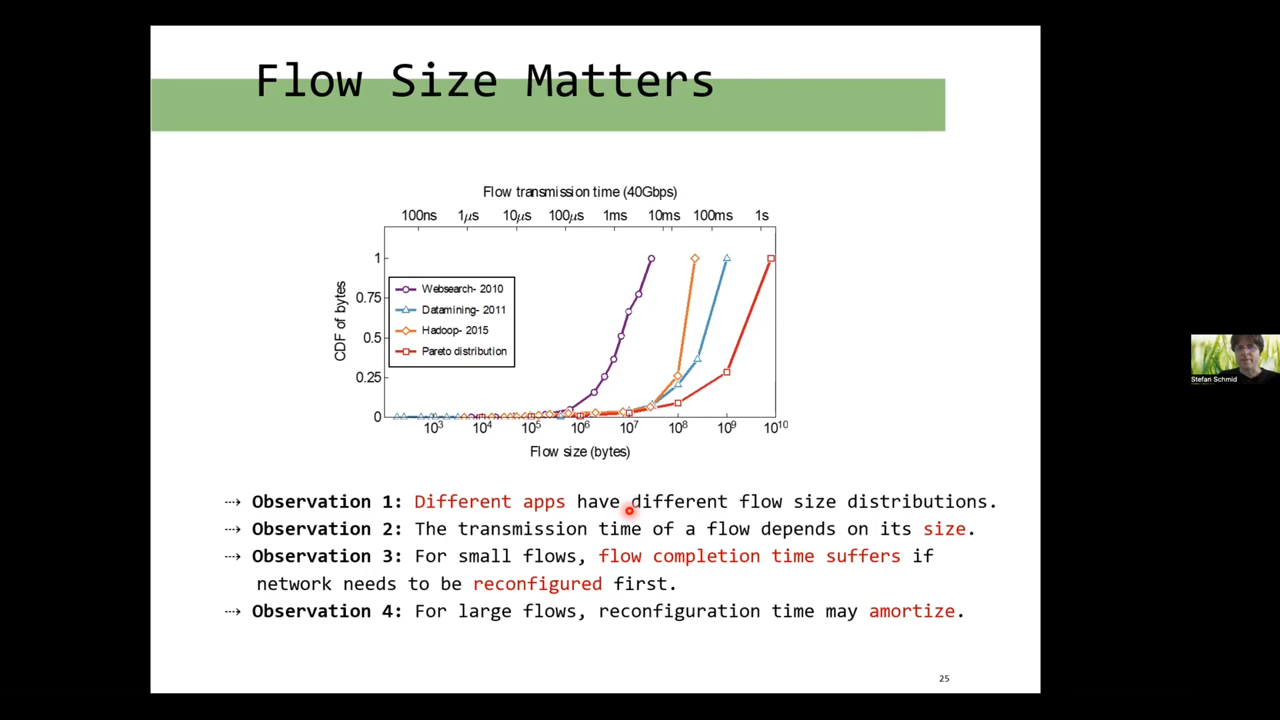 Flow Size Matters
Flow transmission time (40Gbps)
100ns 1μs 10μs 100μs 1ms 10ms 100ms 1s
CDF of bytes
1
0.75
0.5
0.25
0
Websearch- 2010
Datamining- 2011
Hadoop- 2015
Pareto distribution
10³ 10⁴ 10⁵ 10⁶ 10⁷ 10⁸ 10⁹ 10¹⁰
Flow size (bytes)
⇢ Observation 1: Different apps have different flow size distributions.
⇢ Observation 2: The transmission time of a flow depends on its size.
⇢ Observation 3: For small flows, flow completion time suffers if
network needs to be reconfigured first.
⇢ Observation 4: For large flows, reconfiguration time may amortize.
25
Stefan Schmid